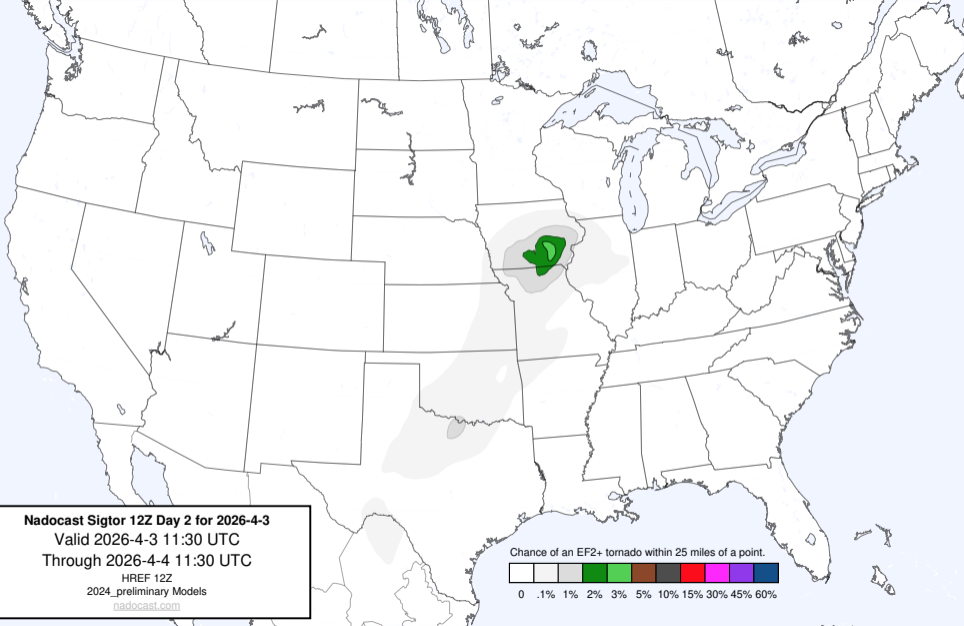 Nadocast Sigtor 12Z Day 2 for 2026-4-3
Valid 2026-4-3 11:30 UTC
Through 2026-4-4 11:30 UTC
HREF 12Z
2024_preliminary Models
nadocast.com
Chance of an EF2+ tornado within 25 miles of a point.
0 .1% 1% 2% 3% 5% 10% 15% 30% 45% 60%